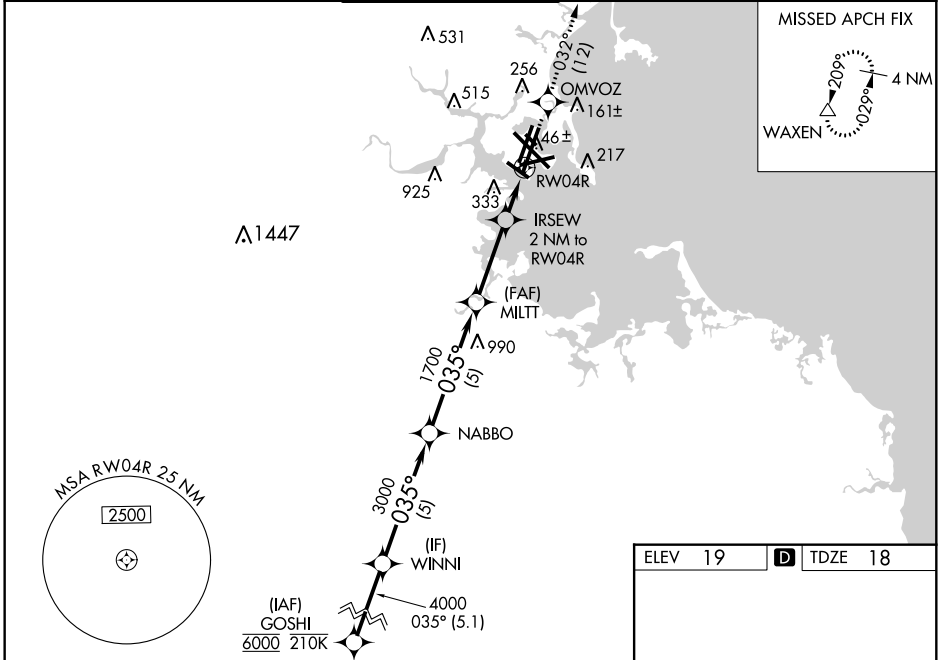 531
256
515
032°
(12)
OMVOZ
161±
46±
217
RW04R
925
333
1447
IRSEW
2 NM to
RW04R
(FAF)
MILTT
990
1700
035°
(5)
NABBO
3000
035°
(5)
(IF)
WINNI
4000
035° (5.1)
(IAF)
GOSHI
6000 210K
MSA RW04R 25 NM
2500
MISSED APCH FIX
209°
029°
4 NM
WAXEN
ELEV 19 D TDZE 18